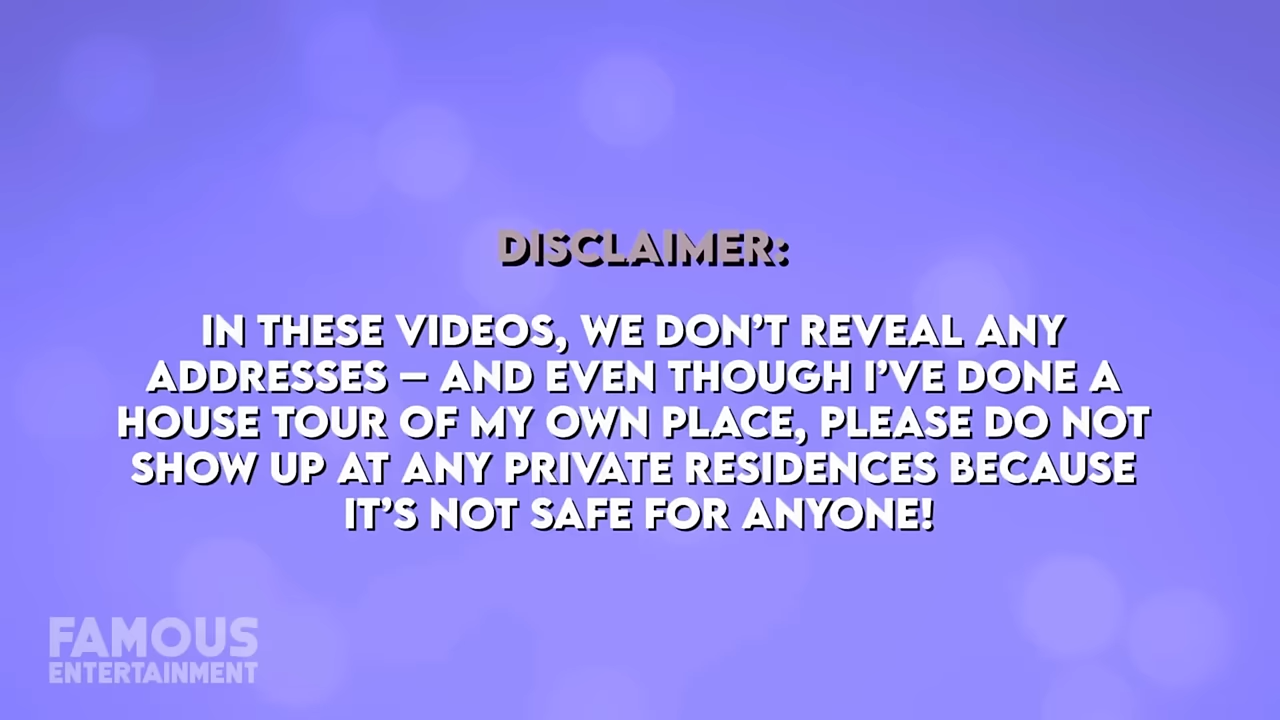 DISCLAIMER:
IN THESE VIDEOS, WE DON'T REVEAL ANY
ADDRESSES – AND EVEN THOUGH I'VE DONE A
HOUSE TOUR OF MY OWN PLACE, PLEASE DO NOT
SHOW UP AT ANY PRIVATE RESIDENCES BECAUSE
IT'S NOT SAFE FOR ANYONE!
FAMOUS
ENTERTAINMENT